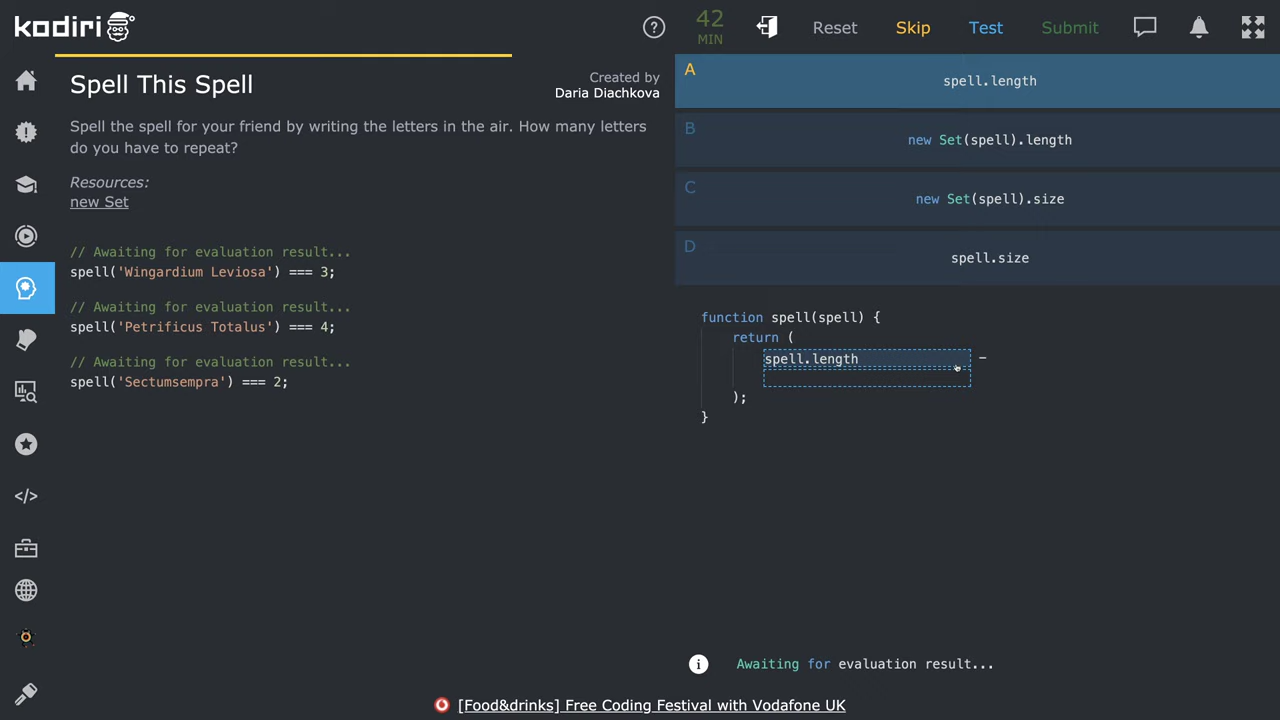 kodiri
42
MIN
Reset
Skip
Test
Submit
Spell This Spell
Created by
Daria Diachkova
Spell the spell for your friend by writing the letters in the air. How many letters
do you have to repeat?
Resources:
new Set
// Awaiting for evaluation result...
spell('Wingardium Leviosa') === 3;
// Awaiting for evaluation result...
spell('Petrificus Totalus') === 4;
// Awaiting for evaluation result...
spell('Sectumsempra') === 2;
A
spell.length
B
new Set(spell).length
C
new Set(spell).size
D
spell.size
function spell(spell) {
return (
spell.length −
);
}
Awaiting for evaluation result...
[Food&drinks] Free Coding Festival with Vodafone UK